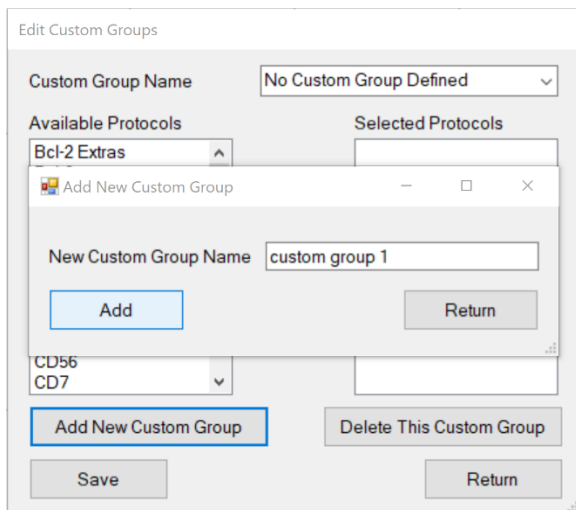 Edit Custom Groups
Custom Group Name No Custom Group Defined
Available Protocols Selected Protocols
Bcl-2 Extras
Add New Custom Group
New Custom Group Name custom group 1
Add Return
CD56
CD7
Add New Custom Group Delete This Custom Group
Save Return